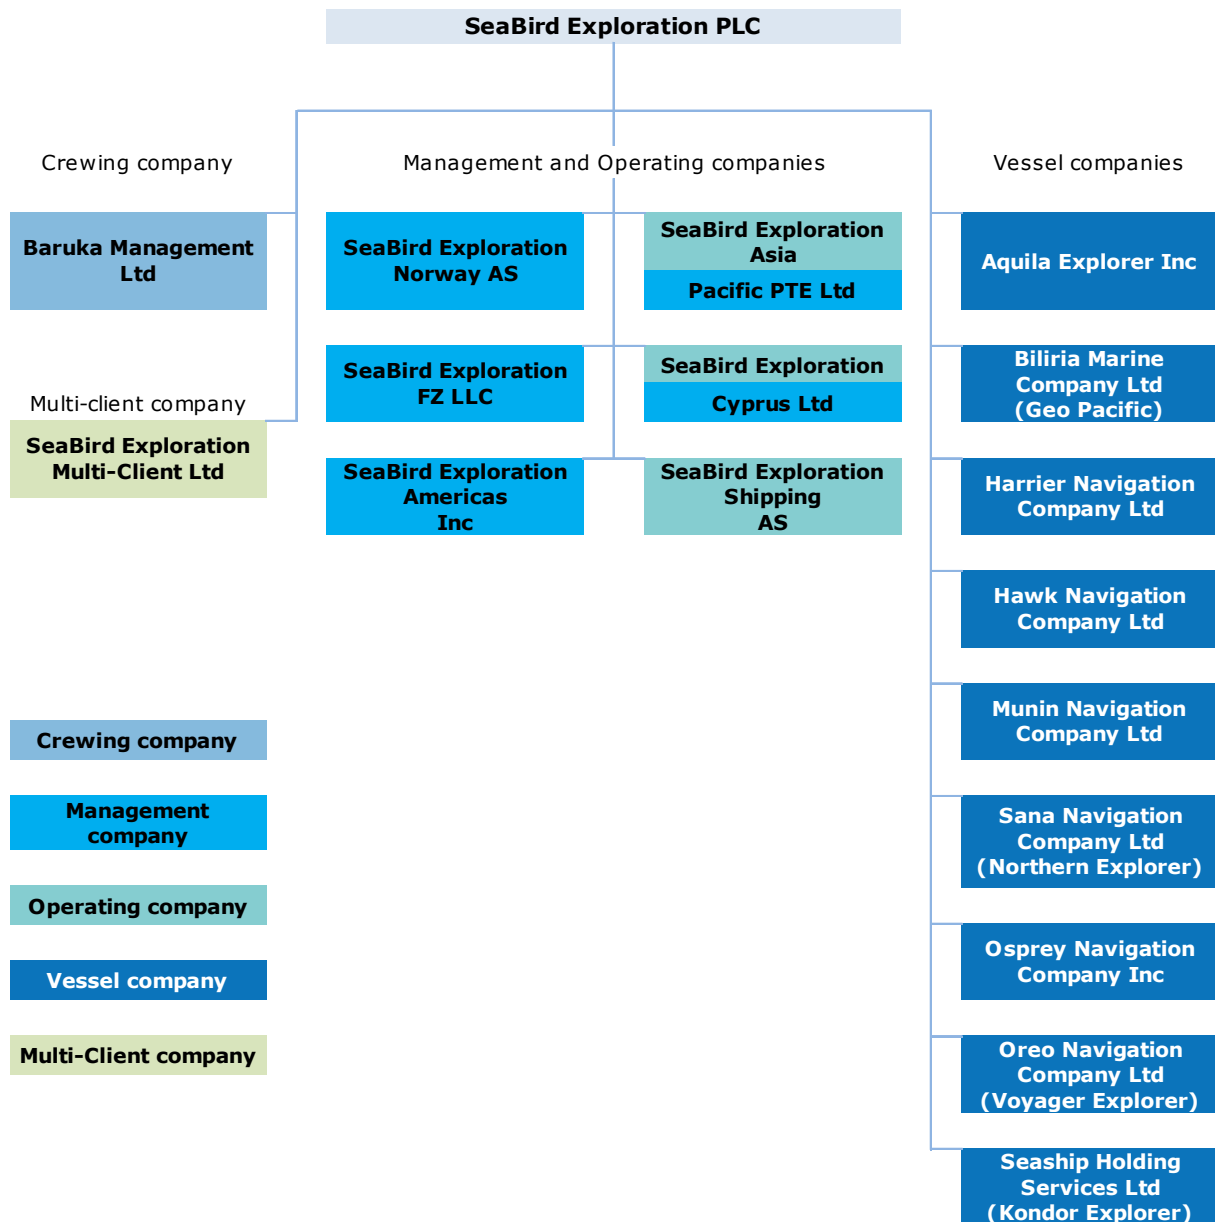 SeaBird Exploration PLC
Crewing company
Management and Operating companies
Vessel companies
Baruka Management
Ltd
SeaBird Exploration
Norway AS
SeaBird Exploration
Asia
Pacific PTE Ltd
Aquila Explorer Inc
Multi-client company
SeaBird Exploration
Multi-Client Ltd
SeaBird Exploration
FZ LLC
SeaBird Exploration
Cyprus Ltd
Biliria Marine
Company Ltd
(Geo Pacific)
SeaBird Exploration
Americas
Inc
SeaBird Exploration
Shipping
AS
Harrier Navigation
Company Ltd
Hawk Navigation
Company Ltd
Munin Navigation
Company Ltd
Sana Navigation
Company Ltd
(Northern Explorer)
Osprey Navigation
Company Inc
Oreo Navigation
Company Ltd
(Voyager Explorer)
Seaship Holding
Services Ltd
(Kondor Explorer)
Crewing company
Management
company
Operating company
Vessel company
Multi-Client company